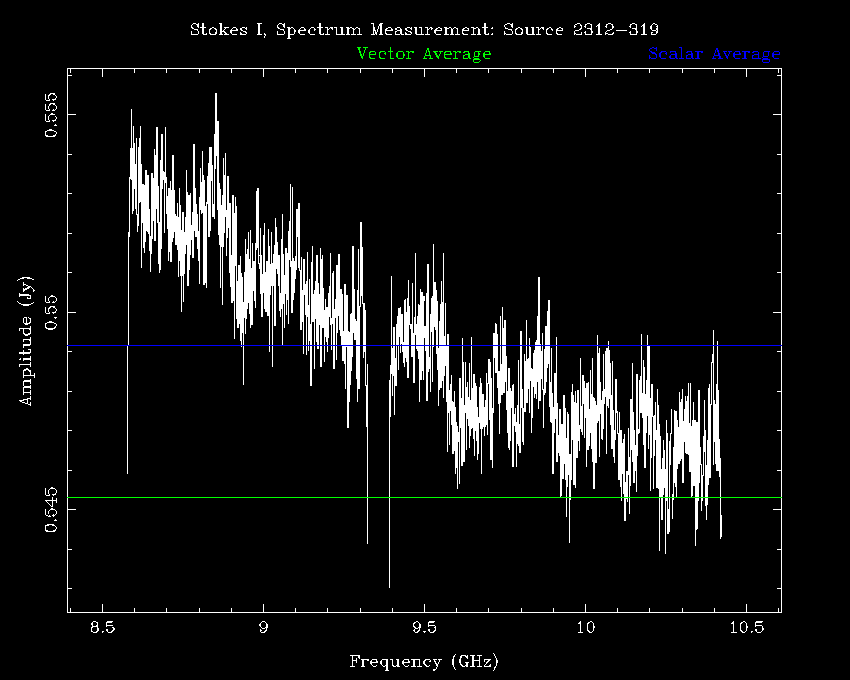 Stokes I, Spectrum Measurement: Source 2312-319
Vector Average Scalar Average
0.555
0.55
0.545
Amplitude (Jy)
8.5 9 9.5 10 10.5
Frequency (GHz)